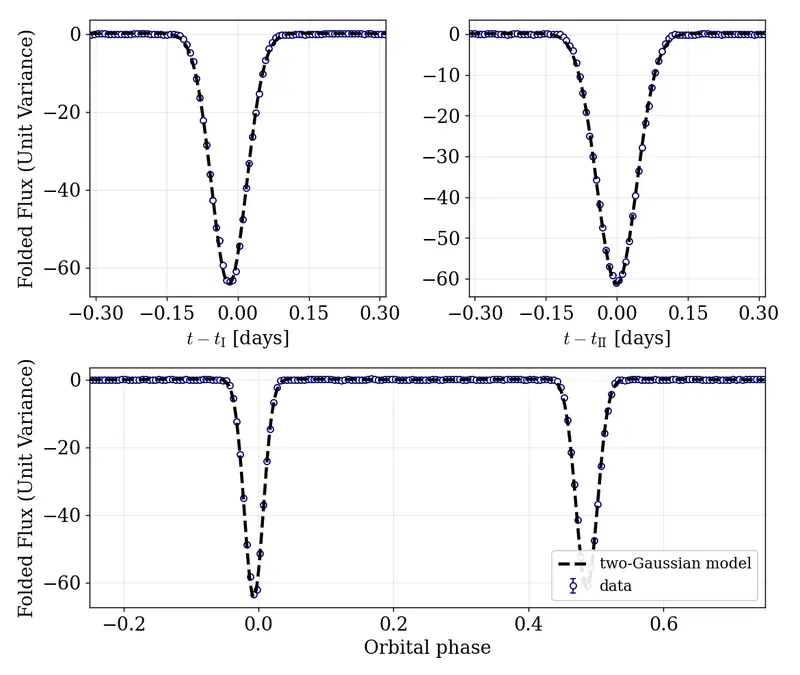 Folded Flux (Unit Variance)
0
−20
−40
−60
−0.30 −0.15 0.00 0.15 0.30
t − t_I [days]
0
−10
−20
−30
−40
−50
−60
−0.30 −0.15 0.00 0.15 0.30
t − t_II [days]
Folded Flux (Unit Variance)
0
−20
−40
−60
two-Gaussian model
data
−0.2 0.0 0.2 0.4 0.6
Orbital phase